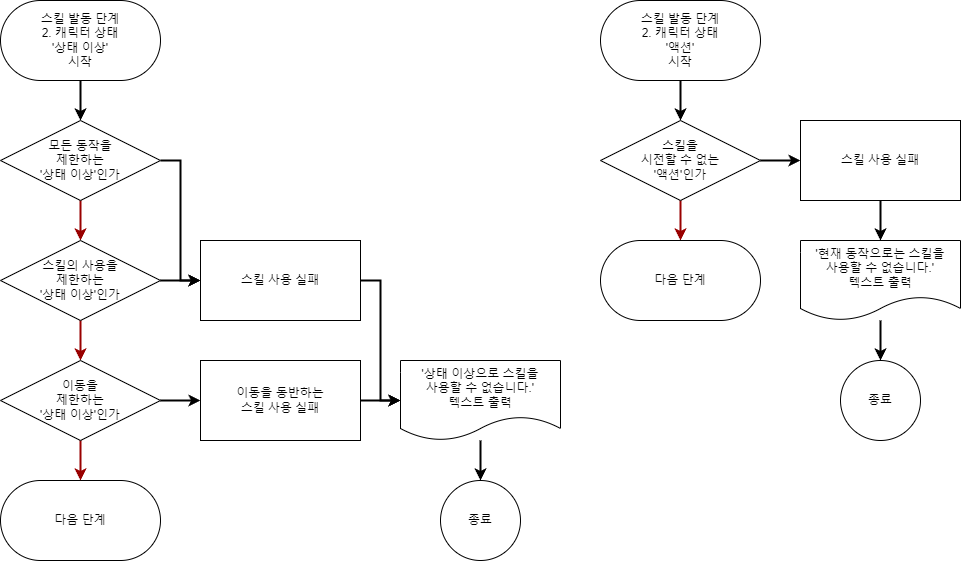 스킬 발동 단계
2. 캐릭터 상태
'상태 이상'
시작
모든 동작을
제한하는
'상태 이상'인가
스킬의 사용을
제한하는
'상태 이상'인가
스킬 사용 실패
이동을
제한하는
'상태 이상'인가
이동을 동반하는
스킬 사용 실패
'상태 이상으로 스킬을
사용할 수 없습니다.'
텍스트 출력
다음 단계
종료
스킬 발동 단계
2. 캐릭터 상태
'액션'
시작
스킬을
시전할 수 없는
'액션'인가
스킬 사용 실패
다음 단계
'현재 동작으로는 스킬을
사용할 수 없습니다.'
텍스트 출력
종료